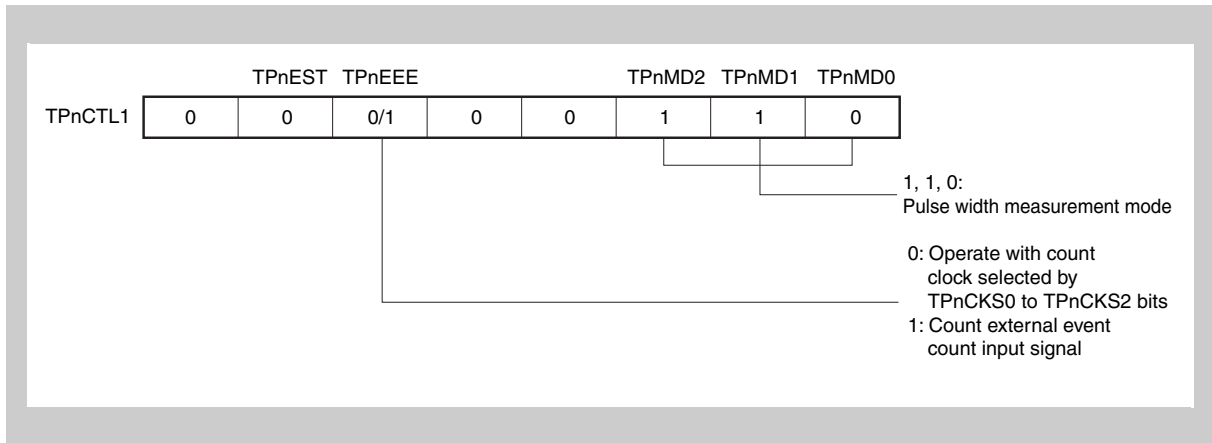 TPnEST TPnEEE TPnMD2 TPnMD1 TPnMD0
TPnCTL1 0 0 0/1 0 0 1 1 0
1, 1, 0:
Pulse width measurement mode
0: Operate with count
clock selected by
TPnCKS0 to TPnCKS2 bits
1: Count external event
count input signal